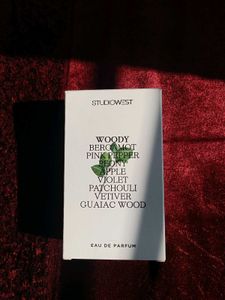 STUDIOWEST
WOODY
BERGAMOT
PINK PEPPER
PEONY
APPLE
VIOLET
PATCHOULI
VETIVER
GUAIAC WOOD
EAU DE PARFUM